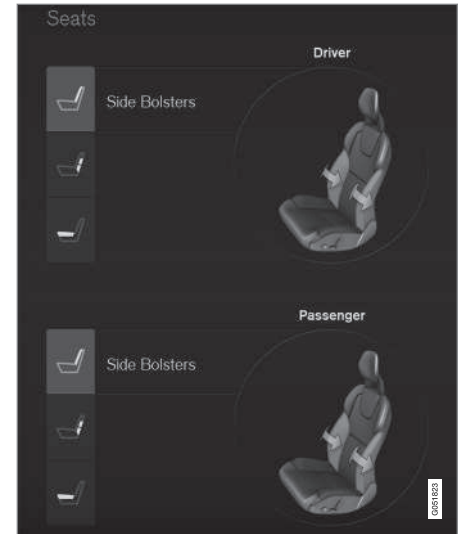 Seats
Driver
Side Bolsters
Passenger
Side Bolsters
G051823